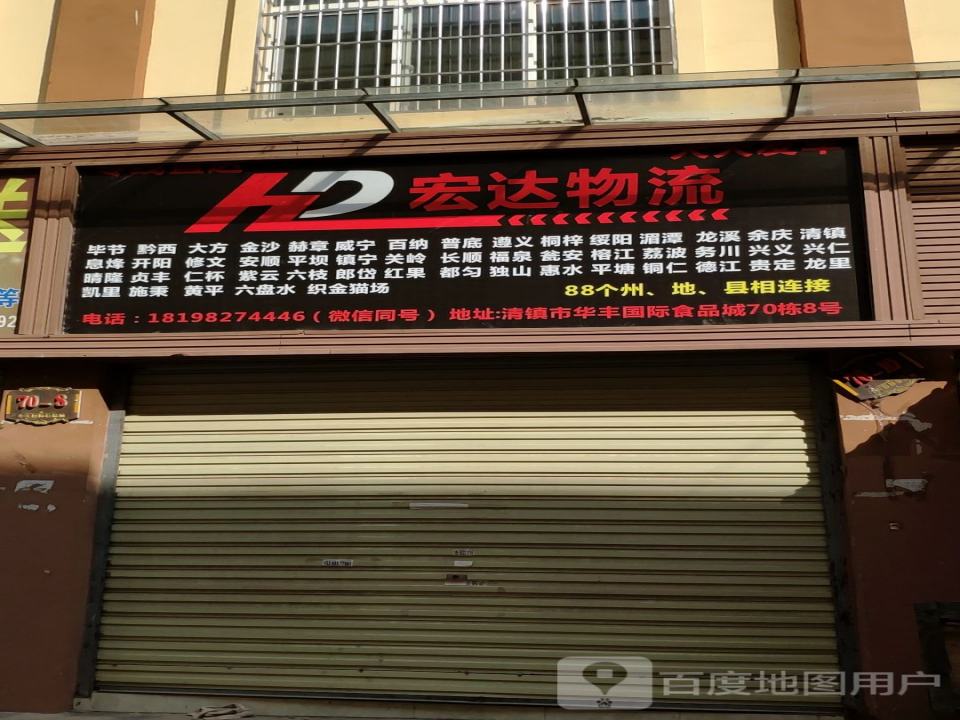 HD 宏达物流
毕节 黔西 大方 金沙 赫章 威宁 百纳 普底 遵义 桐梓 绥阳 湄潭 龙溪 余庆 清镇
息烽 开阳 修文 安顺 平坝 镇宁 关岭 长顺 福泉 瓮安 榕江 荔波 务川 兴义 兴仁
晴隆 贞丰 仁怀 紫云 六枝 郎岱 红果 都匀 独山 惠水 平塘 铜仁 德江 贵定 龙里
凯里 施秉 黄平 六盘水 织金猫场
88个州、地、县相连接
电话：18198274446（微信同号） 地址:清镇市华丰国际食品城70栋8号
等
92
70-8
百度地图用户